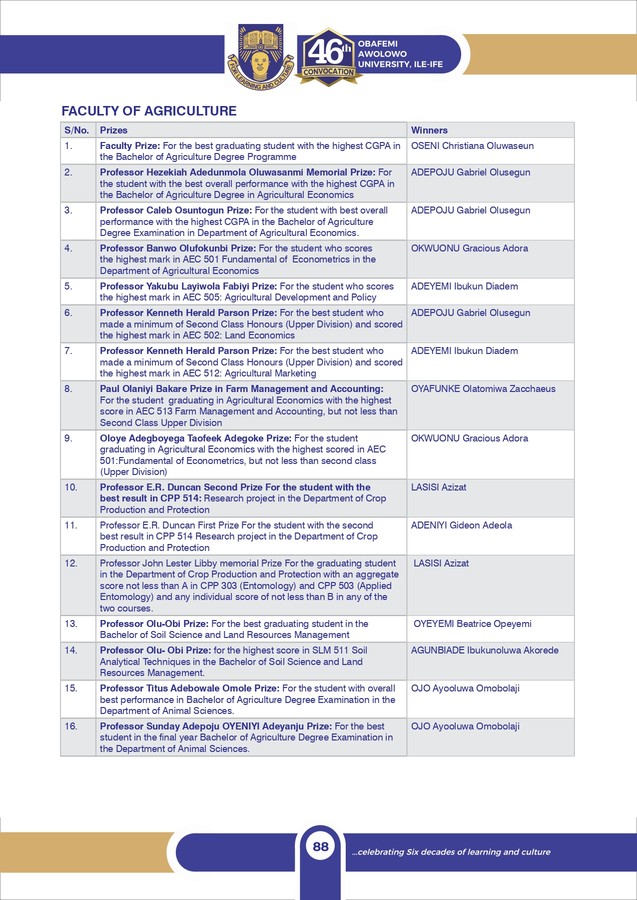 FOR LEARNING AND CULTURE
46th
CONVOCATION
OBAFEMI
AWOLOWO
UNIVERSITY, ILE-IFE
FACULTY OF AGRICULTURE
S/No. Prizes Winners
1. Faculty Prize: For the best graduating student with the highest CGPA in OSENI Christiana Oluwaseun
the Bachelor of Agriculture Degree Programme
2. Professor Hezekiah Adedunmola Oluwasanmi Memorial Prize: For ADEPOJU Gabriel Olusegun
the student with the best overall performance with the highest CGPA in
the Bachelor of Agriculture Degree in Agricultural Economics
3. Professor Caleb Osuntogun Prize: For the student with best overall ADEPOJU Gabriel Olusegun
performance with the highest CGPA in the Bachelor of Agriculture
Degree Examination in Department of Agricultural Economics.
4. Professor Banwo Olufokunbi Prize: For the student who scores OKWUONU Gracious Adora
the highest mark in AEC 501 Fundamental of Econometrics in the
Department of Agricultural Economics
5. Professor Yakubu Layiwola Fabiyi Prize: For the student who scores ADEYEMI Ibukun Diadem
the highest mark in AEC 505: Agricultural Development and Policy
6. Professor Kenneth Herald Parson Prize: For the best student who ADEPOJU Gabriel Olusegun
made a minimum of Second Class Honours (Upper Division) and scored
the highest mark in AEC 502: Land Economics
7. Professor Kenneth Herald Parson Prize: For the best student who ADEYEMI Ibukun Diadem
made a minimum of Second Class Honours (Upper Division) and scored
the highest mark in AEC 512: Agricultural Marketing
8. Paul Olaniyi Bakare Prize in Farm Management and Accounting: OYAFUNKE Olatomiwa Zacchaeus
For the student graduating in Agricultural Economics with the highest
score in AEC 513 Farm Management and Accounting, but not less than
Second Class Upper Division
9. Oloye Adegboyega Taofeek Adegoke Prize: For the student OKWUONU Gracious Adora
graduating in Agricultural Economics with the highest scored in AEC
501:Fundamental of Econometrics, but not less than second class
(Upper Division)
10. Professor E.R. Duncan Second Prize For the student with the LASISI Azizat
best result in CPP 514: Research project in the Department of Crop
Production and Protection
11. Professor E.R. Duncan First Prize For the student with the second ADENIYI Gideon Adeola
best result in CPP 514 Research project in the Department of Crop
Production and Protection
12. Professor John Lester Libby memorial Prize For the graduating student LASISI Azizat
in the Department of Crop Production and Protection with an aggregate
score not less than A in CPP 303 (Entomology) and CPP 503 (Applied
Entomology) and any individual score of not less than B in any of the
two courses.
13. Professor Olu-Obi Prize: For the best graduating student in the OYEYEMI Beatrice Opeyemi
Bachelor of Soil Science and Land Resources Management
14. Professor Olu- Obi Prize: for the highest score in SLM 511 Soil AGUNBIADE Ibukunoluwa Akorede
Analytical Techniques in the Bachelor of Soil Science and Land
Resources Management.
15. Professor Titus Adebowale Omole Prize: For the student with overall OJO Ayooluwa Omobolaji
best performance in Bachelor of Agriculture Degree Examination in the
Department of Animal Sciences.
16. Professor Sunday Adepoju OYENIYI Adeyanju Prize: For the best OJO Ayooluwa Omobolaji
student in the final year Bachelor of Agriculture Degree Examination in
the Department of Animal Sciences.
88
...celebrating Six decades of learning and culture